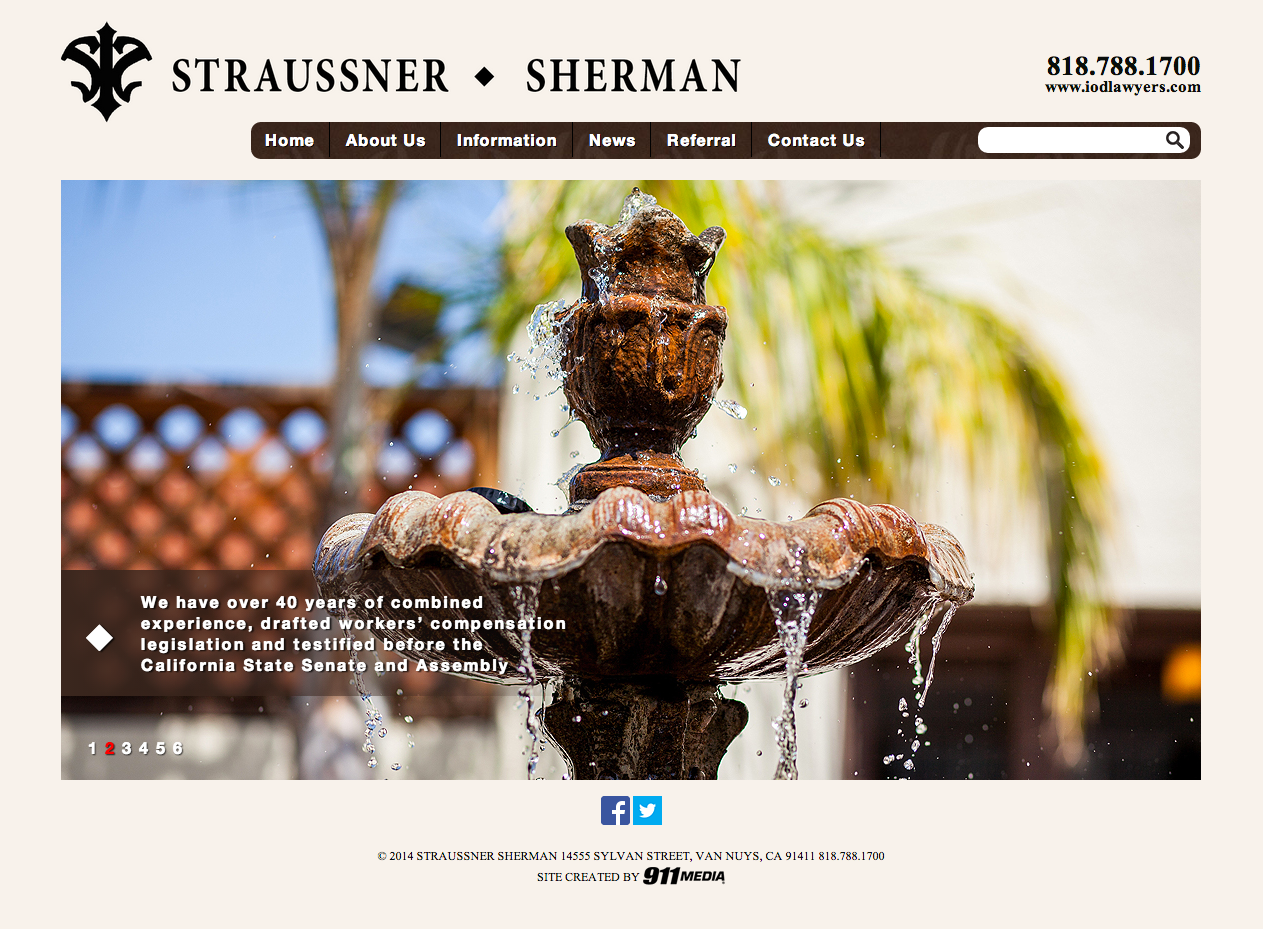 STRAUSSNER ◆ SHERMAN
818.788.1700
www.iodlawyers.com
Home About Us Information News Referral Contact Us
We have over 40 years of combined
experience, drafted workers’ compensation
legislation and testified before the
California State Senate and Assembly
1 2 3 4 5 6
© 2014 STRAUSSNER SHERMAN 14555 SYLVAN STREET, VAN NUYS, CA 91411 818.788.1700
SITE CREATED BY 911MEDIA